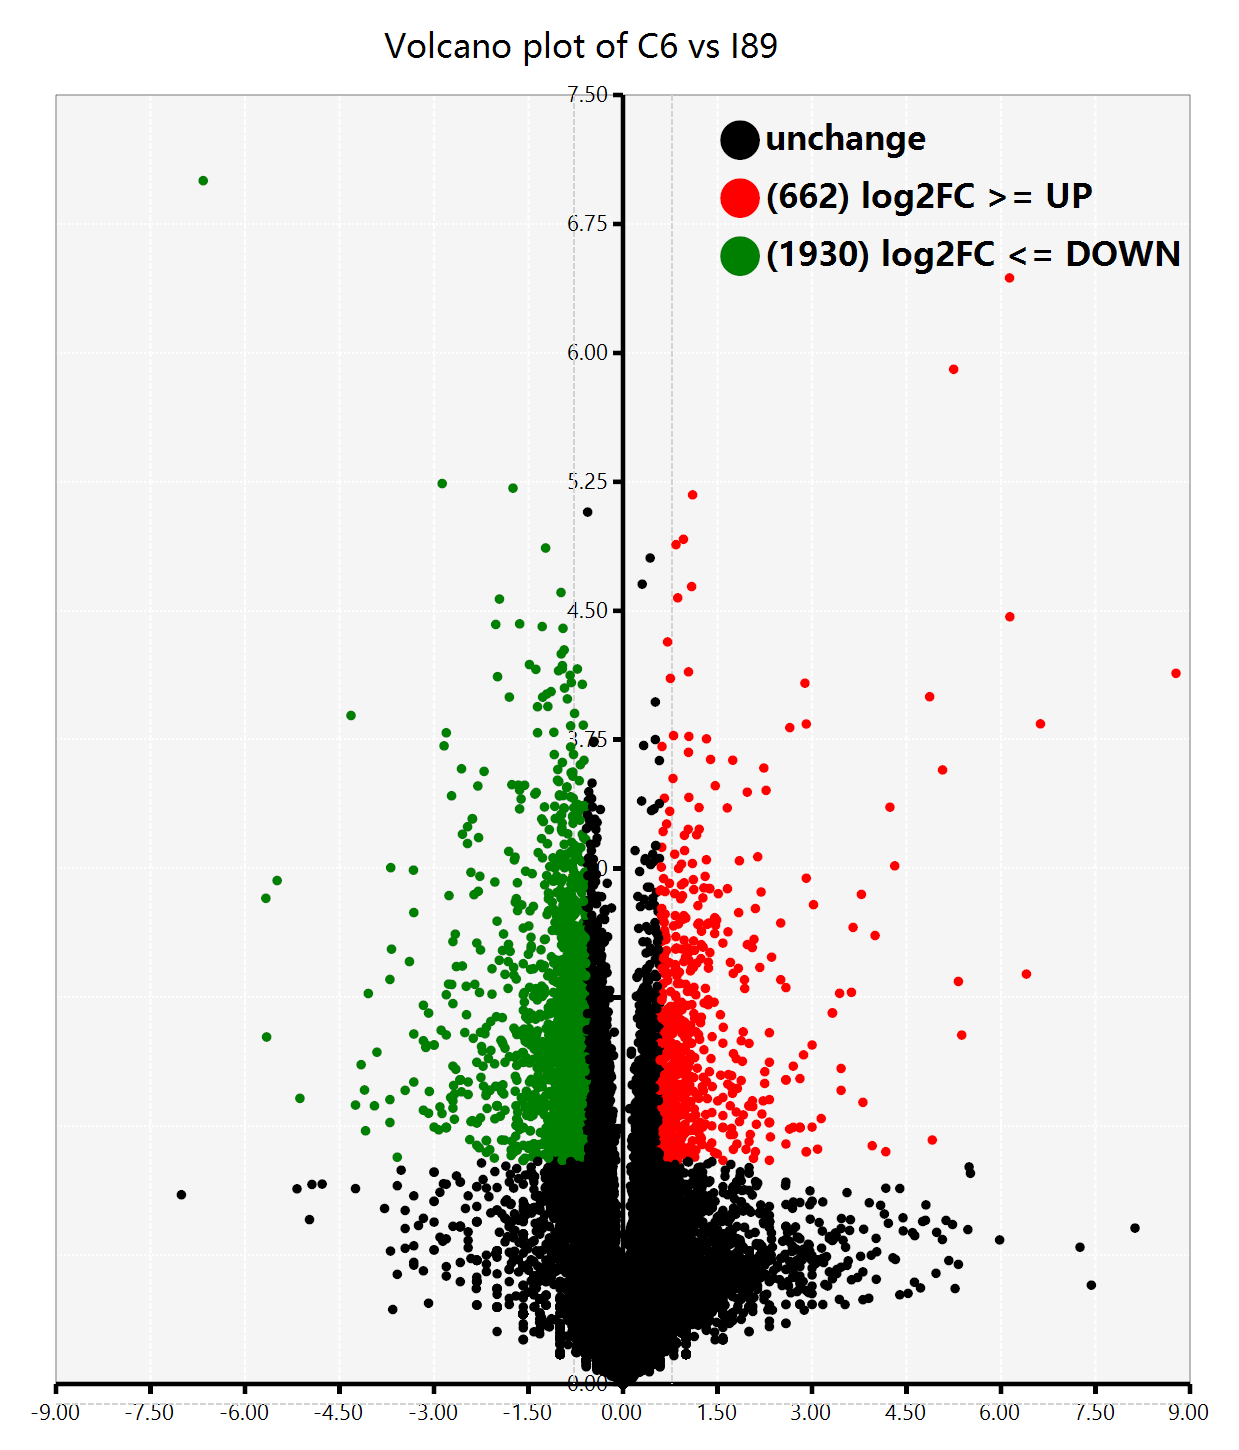 Volcano plot of C6 vs I89
7.50
unchange
(662) log2FC >= UP
6.75
(1930) log2FC <= DOWN
6.00
5.25
4.50
3.75
0.00
-9.00 -7.50 -6.00 -4.50 -3.00 -1.50 0.00 1.50 3.00 4.50 6.00 7.50 9.00